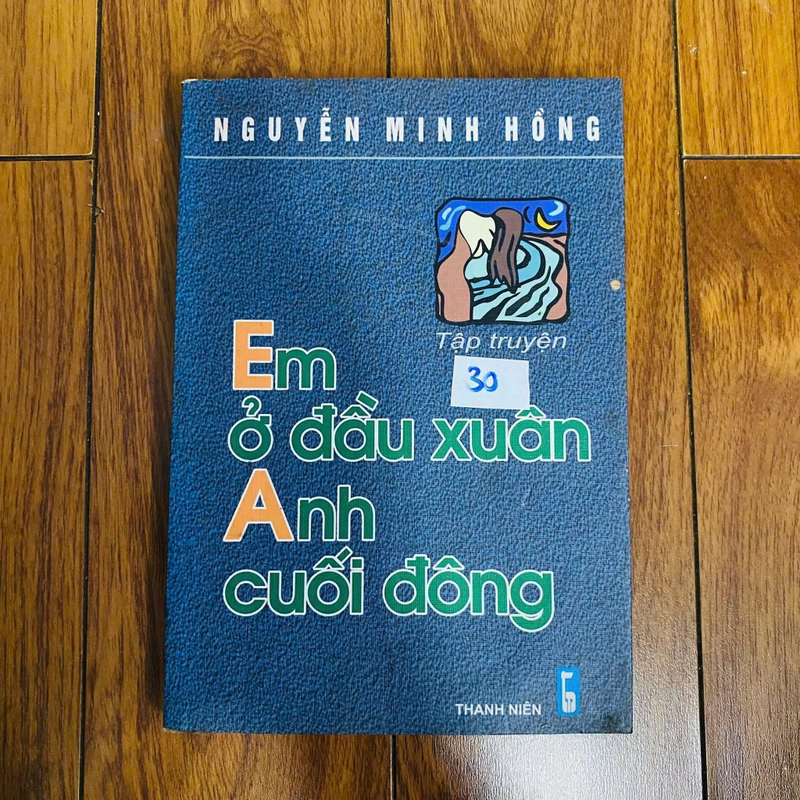 NGUYỄN MINH HỒNG
Tập truyện
30
Em
ở đầu xuân
Anh
cuối đông
THANH NIÊN